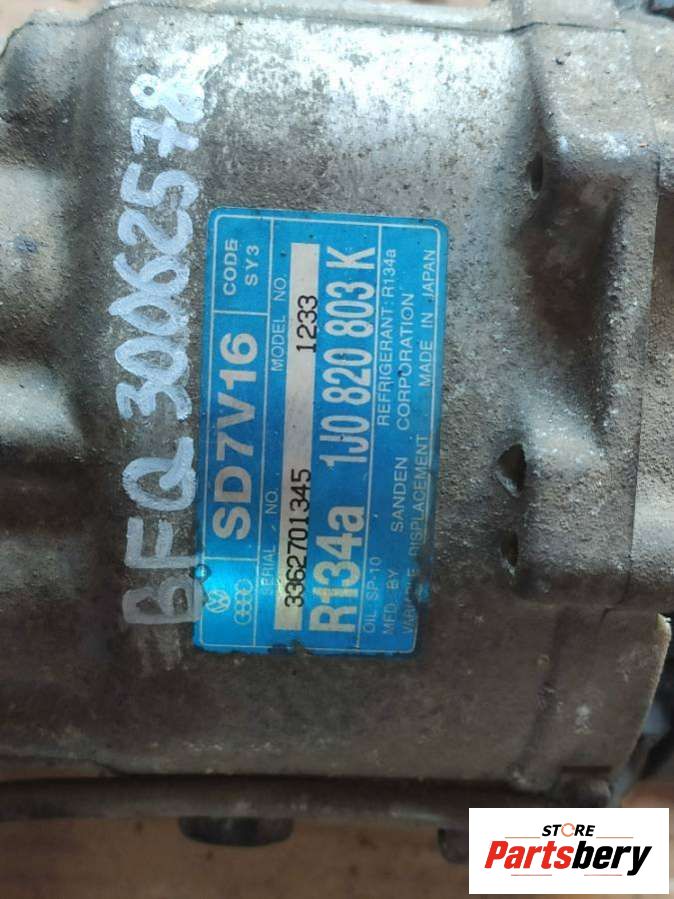 BFQ 30062578
SD7V16
CODE
SY3
SERIAL NO.
MODEL NO.
3362701345
1233
R134a 1J0 820 803 K
OIL SP-10
REFRIGERANT: R134a
MFD. BY SANDEN CORPORATION
VARIABLE DISPLACEMENT MADE IN JAPAN
STORE
Partsbery